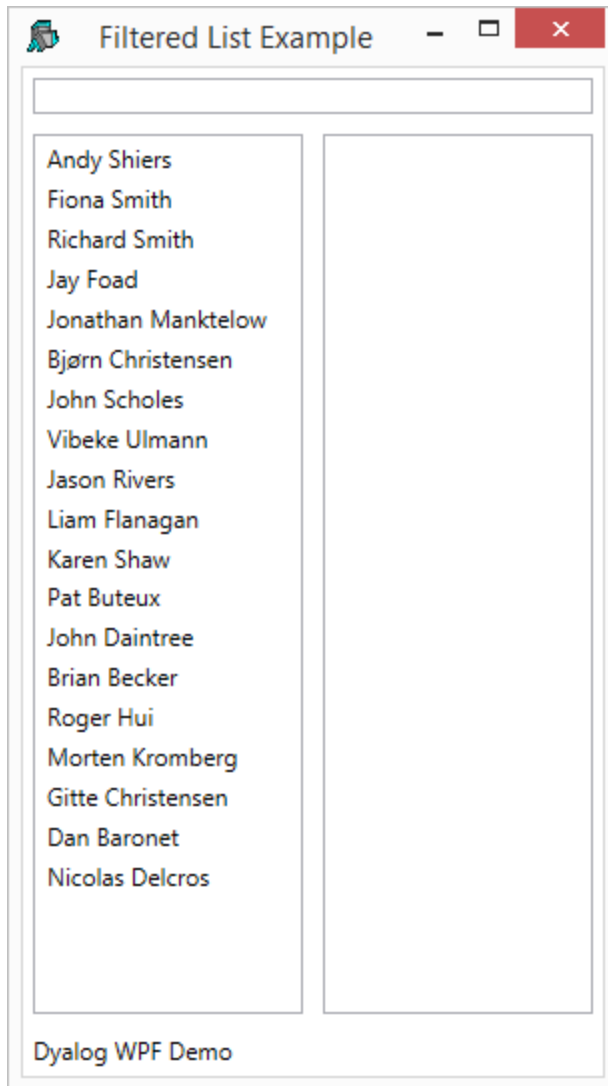 Filtered List Example
Andy Shiers
Fiona Smith
Richard Smith
Jay Foad
Jonathan Manktelow
Bjørn Christensen
John Scholes
Vibeke Ulmann
Jason Rivers
Liam Flanagan
Karen Shaw
Pat Buteux
John Daintree
Brian Becker
Roger Hui
Morten Kromberg
Gitte Christensen
Dan Baronet
Nicolas Delcros
Dyalog WPF Demo